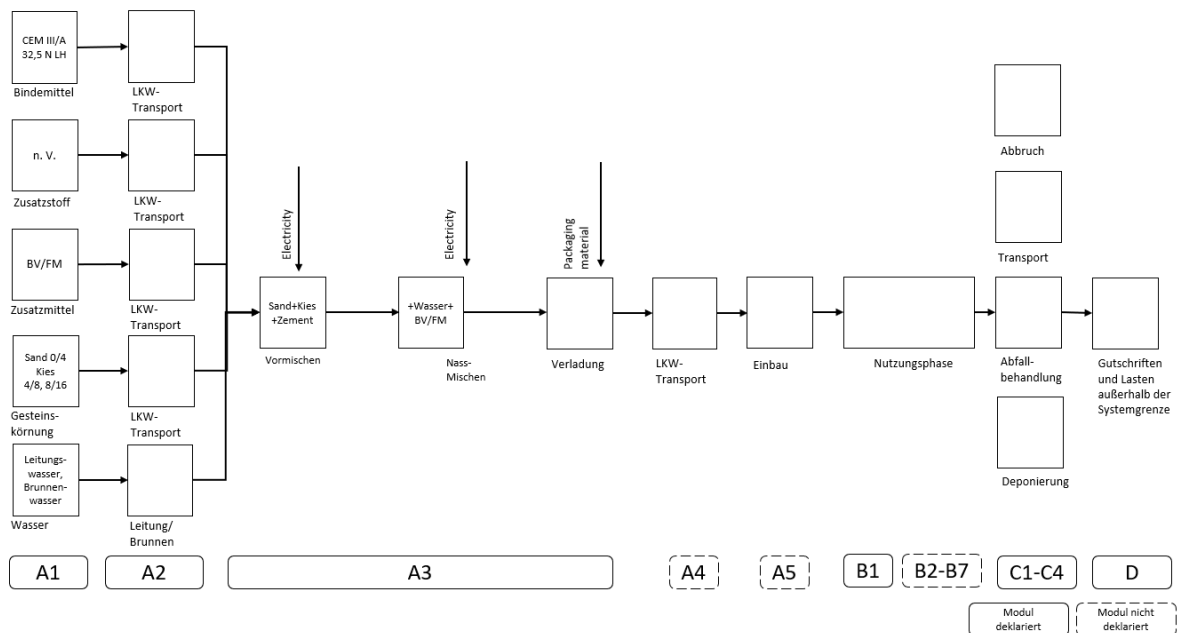 CEM III/A
32,5 N LH
Bindemittel
LKW-
Transport
n. V.
Zusatzstoff
LKW-
Transport
BV/FM
Zusatzmittel
LKW-
Transport
Sand 0/4
Kies
4/8, 8/16
Gesteins-
körnung
LKW-
Transport
Leitungs-
wasser,
Brunnen-
wasser
Wasser
Leitung/
Brunnen
Electricity
Sand+Kies
+Zement
Vormischen
Electricity
+Wasser+
BV/FM
Nass-
Mischen
Packaging
material
Verladung
LKW-
Transport
Einbau
Nutzungsphase
Abbruch
Transport
Abfall-
behandlung
Deponierung
Gutschriften
und Lasten
außerhalb der
Systemgrenze
A1
A2
A3
A4
A5
B1
B2-B7
C1-C4
D
Modul
deklariert
Modul nicht
deklariert